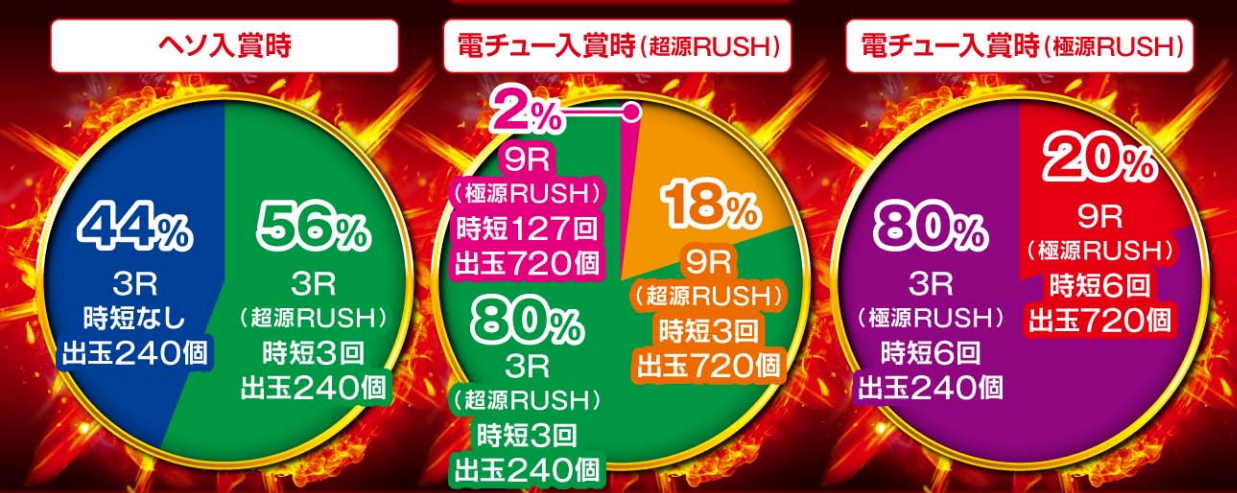 ヘソ入賞時
44%
3R
時短なし
出玉240個
56%
3R
(超源RUSH)
時短3回
出玉240個
電チュー入賞時(超源RUSH)
2%
9R
(極源RUSH)
時短127回
出玉720個
18%
9R
(超源RUSH)
時短3回
出玉720個
80%
3R
(超源RUSH)
時短3回
出玉240個
電チュー入賞時(極源RUSH)
80%
3R
(極源RUSH)
時短6回
出玉240個
20%
9R
(極源RUSH)
時短6回
出玉720個